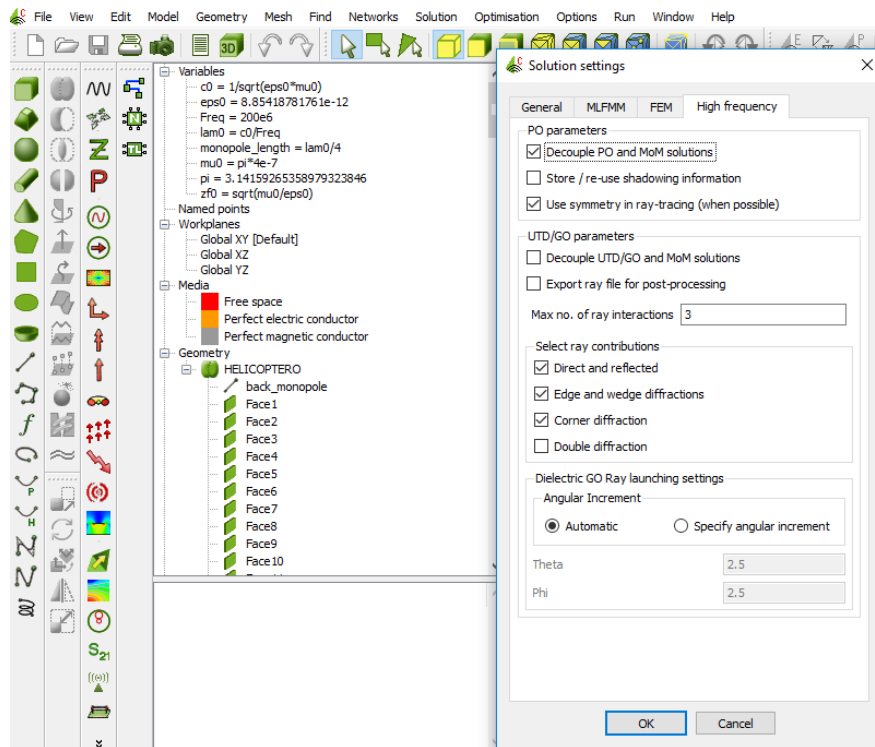 File View Edit Model Geometry Mesh Find Networks Solution Optimisation Options Run Window Help
3D
E P
Variables
c0 = 1/sqrt(eps0*mu0)
eps0 = 8.85418781761e-12
Freq = 200e6
lam0 = c0/Freq
monopole_length = lam0/4
mu0 = pi*4e-7
pi = 3.14159265358979323846
zf0 = sqrt(mu0/eps0)
Named points
Workplanes
Global XY [Default]
Global XZ
Global YZ
Media
Free space
Perfect electric conductor
Perfect magnetic conductor
Geometry
HELICOPTERO
back_monopole
Face1
Face2
Face3
Face4
Face5
Face6
Face7
Face8
Face9
Face10
N
TL
Z
P
f
P
H
S21
Solution settings
General MLFMM FEM High frequency
PO parameters
Decouple PO and MoM solutions
Store / re-use shadowing information
Use symmetry in ray-tracing (when possible)
UTD/GO parameters
Decouple UTD/GO and MoM solutions
Export ray file for post-processing
Max no. of ray interactions 3
Select ray contributions
Direct and reflected
Edge and wedge diffractions
Corner diffraction
Double diffraction
Dielectric GO Ray launching settings
Angular Increment
Automatic Specify angular increment
Theta 2.5
Phi 2.5
OK Cancel